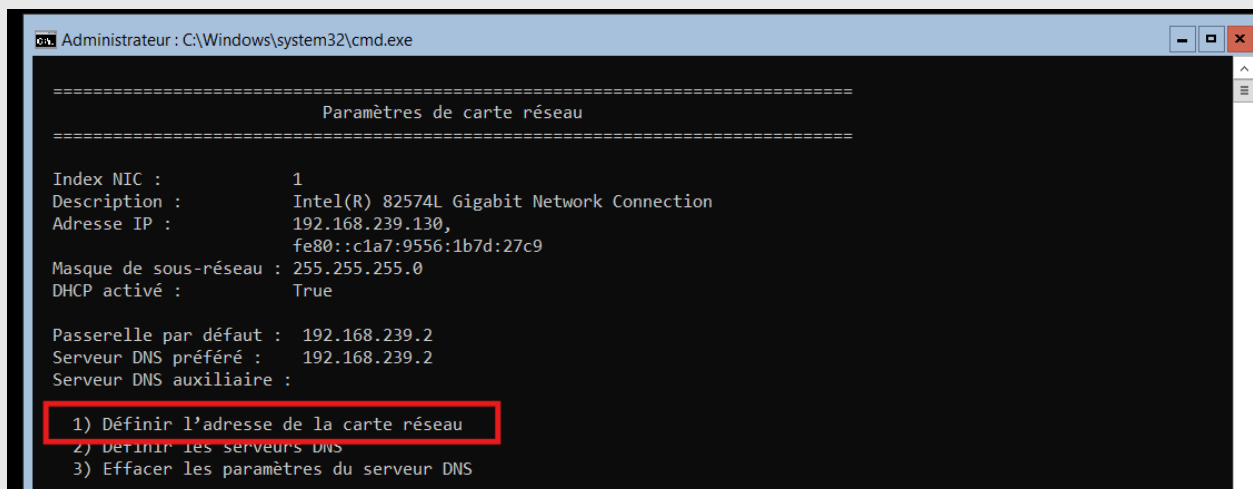 Administrateur : C:\Windows\system32\cmd.exe
================================================================================
Paramètres de carte réseau
================================================================================
Index NIC : 1
Description : Intel(R) 82574L Gigabit Network Connection
Adresse IP : 192.168.239.130,
fe80::c1a7:9556:1b7d:27c9
Masque de sous-réseau : 255.255.255.0
DHCP activé : True
Passerelle par défaut : 192.168.239.2
Serveur DNS préféré : 192.168.239.2
Serveur DNS auxiliaire :
1) Définir l’adresse de la carte réseau
2) Définir les serveurs DNS
3) Effacer les paramètres du serveur DNS